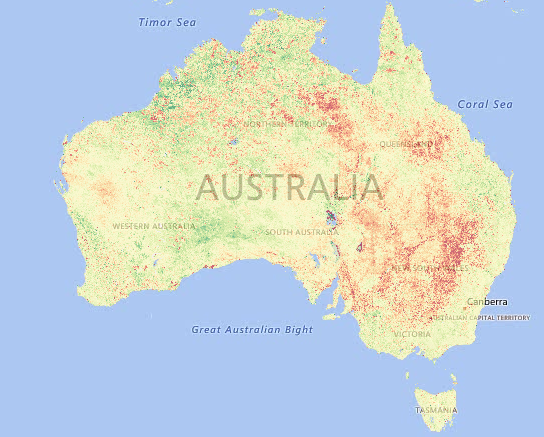 Timor Sea
Coral Sea
NORTHERN TERRITORY
QUEENSLAND
AUSTRALIA
WESTERN AUSTRALIA
SOUTH AUSTRALIA
NEW SOUTH WALES
Canberra
AUSTRALIAN CAPITAL TERRITORY
Great Australian Bight
VICTORIA
TASMANIA